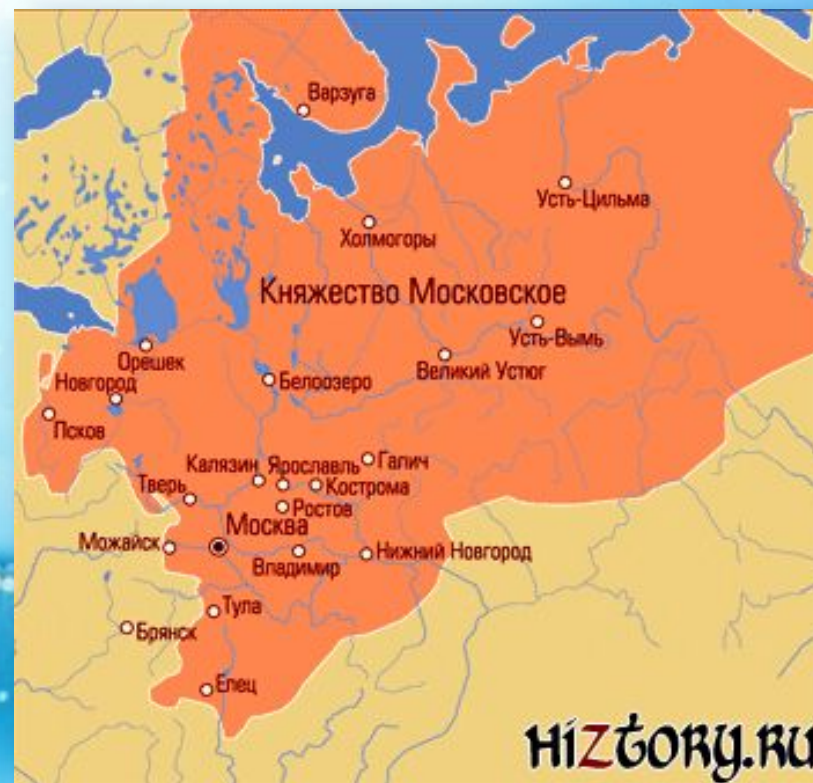 Варзуга
Усть-Цильма
Холмогоры
Княжество Московское
Усть-Вымь
Орешек
Великий Устюг
Новгород
Белоозеро
Псков
Галич
Калязин
Ярославль
Тверь
Кострома
Ростов
Москва
Можайск
Владимир
Нижний Новгород
Тула
Брянск
Елец
HIZTORY.RU